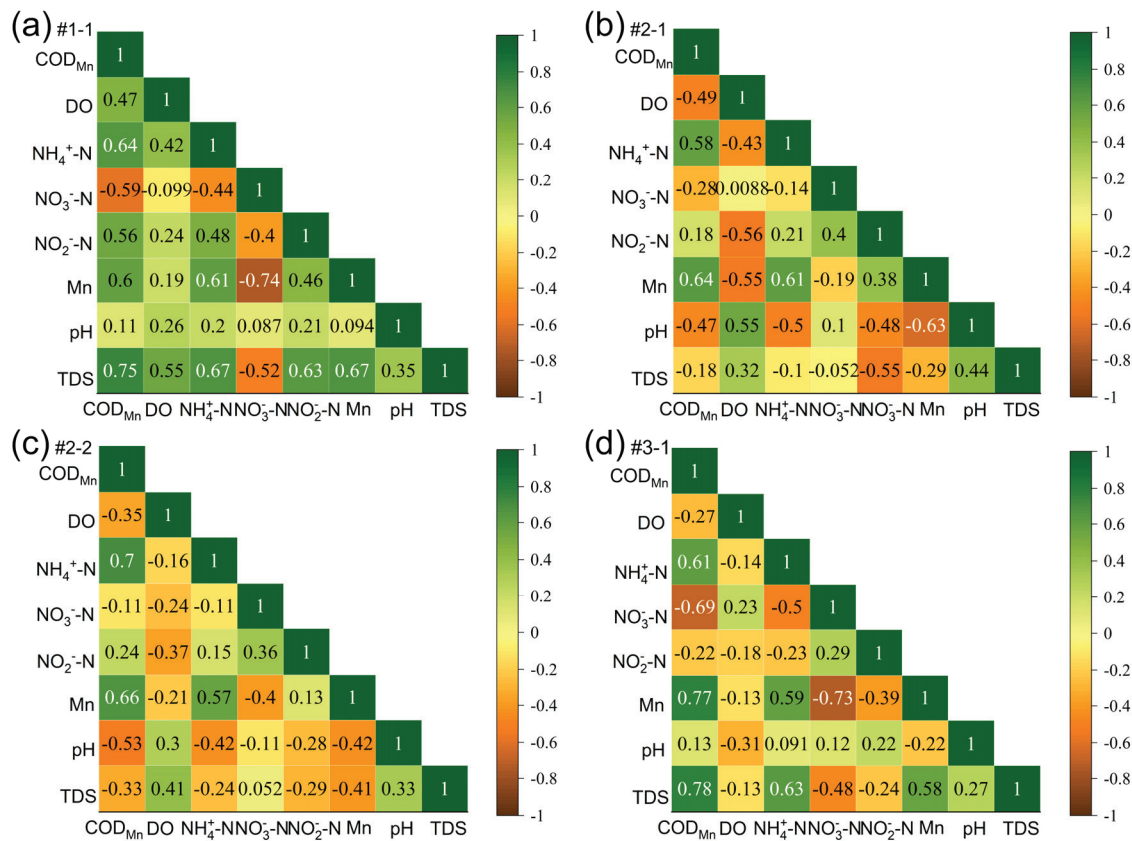 (a) #1-1
COD_Mn 1
DO 0.47 1
NH₄⁺-N 0.64 0.42 1
NO₃⁻-N -0.59 -0.099 -0.44 1
NO₂⁻-N 0.56 0.24 0.48 -0.4 1
Mn 0.6 0.19 0.61 -0.74 0.46 1
pH 0.11 0.26 0.2 0.087 0.21 0.094 1
TDS 0.75 0.55 0.67 -0.52 0.63 0.67 0.35 1
COD_Mn DO NH₄⁺-N NO₃⁻-N NO₂⁻-N Mn pH TDS
1
0.8
0.6
0.4
0.2
0
-0.2
-0.4
-0.6
-0.8
-1
(b) #2-1
COD_Mn 1
DO -0.49 1
NH₄⁺-N 0.58 -0.43 1
NO₃⁻-N -0.28 0.0088 -0.14 1
NO₂⁻-N 0.18 -0.56 0.21 0.4 1
Mn 0.64 -0.55 0.61 -0.19 0.38 1
pH -0.47 0.55 -0.5 0.1 -0.48 -0.63 1
TDS -0.18 0.32 -0.1 -0.052 -0.55 -0.29 0.44 1
COD_Mn DO NH₄⁺-N NO₃⁻-N NO₃⁻-N Mn pH TDS
1
0.8
0.6
0.4
0.2
0
-0.2
-0.4
-0.6
-0.8
-1
(c) #2-2
COD_Mn 1
DO -0.35 1
NH₄⁺-N 0.7 -0.16 1
NO₃⁻-N -0.11 -0.24 -0.11 1
NO₂⁻-N 0.24 -0.37 0.15 0.36 1
Mn 0.66 -0.21 0.57 -0.4 0.13 1
pH -0.53 0.3 -0.42 -0.11 -0.28 -0.42 1
TDS -0.33 0.41 -0.24 0.052 -0.29 -0.41 0.33 1
COD_Mn DO NH₄⁺-N NO₃⁻-N NO₂⁻-N Mn pH TDS
1
0.8
0.6
0.4
0.2
0
-0.2
-0.4
-0.6
-0.8
-1
(d) #3-1
COD_Mn 1
DO -0.27 1
NH₄⁺-N 0.61 -0.14 1
NO₃⁻-N -0.69 0.23 -0.5 1
NO₂⁻-N -0.22 -0.18 -0.23 0.29 1
Mn 0.77 -0.13 0.59 -0.73 -0.39 1
pH 0.13 -0.31 0.091 0.12 0.22 -0.22 1
TDS 0.78 -0.13 0.63 -0.48 -0.24 0.58 0.27 1
COD_Mn DO NH₄⁺-N NO₃⁻-N NO₂⁻-N Mn pH TDS
1
0.8
0.6
0.4
0.2
0
-0.2
-0.4
-0.6
-0.8
-1